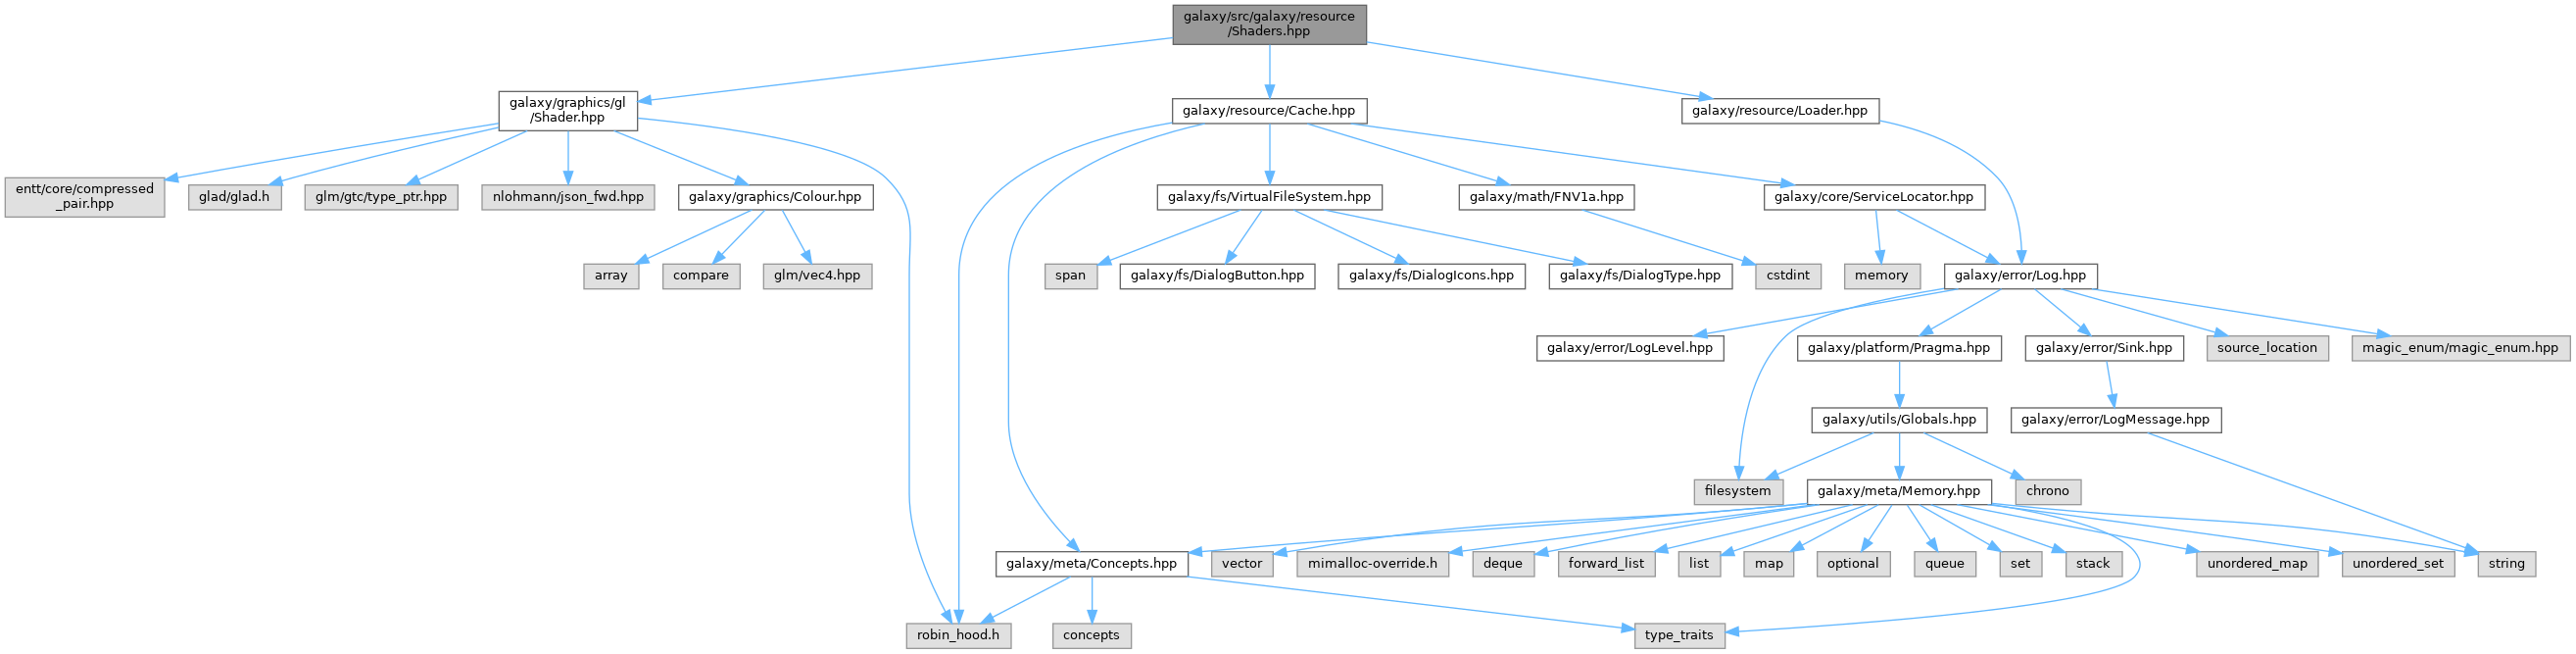 galaxy/src/galaxy/resource
/Shaders.hpp
galaxy/graphics/gl
/Shader.hpp
galaxy/resource/Cache.hpp
galaxy/resource/Loader.hpp
entt/core/compressed
_pair.hpp
glad/glad.h
glm/gtc/type_ptr.hpp
nlohmann/json_fwd.hpp
galaxy/graphics/Colour.hpp
galaxy/fs/VirtualFileSystem.hpp
galaxy/math/FNV1a.hpp
galaxy/core/ServiceLocator.hpp
array
compare
glm/vec4.hpp
span
galaxy/fs/DialogButton.hpp
galaxy/fs/DialogIcons.hpp
galaxy/fs/DialogType.hpp
cstdint
memory
galaxy/error/Log.hpp
galaxy/error/LogLevel.hpp
galaxy/platform/Pragma.hpp
galaxy/error/Sink.hpp
source_location
magic_enum/magic_enum.hpp
galaxy/utils/Globals.hpp
galaxy/error/LogMessage.hpp
filesystem
galaxy/meta/Memory.hpp
chrono
galaxy/meta/Concepts.hpp
vector
mimalloc-override.h
deque
forward_list
list
map
optional
queue
set
stack
unordered_map
unordered_set
string
robin_hood.h
concepts
type_traits